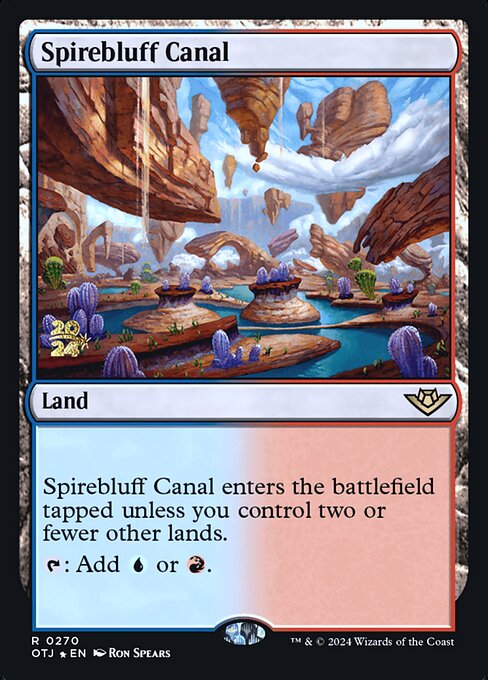 Spirebluff Canal
2024
Land
Spirebluff Canal enters the battlefield
tapped unless you control two or
fewer other lands.
: Add or .
R 0270
OTJ ★ EN Ron Spears
™ & © 2024 Wizards of the Coast